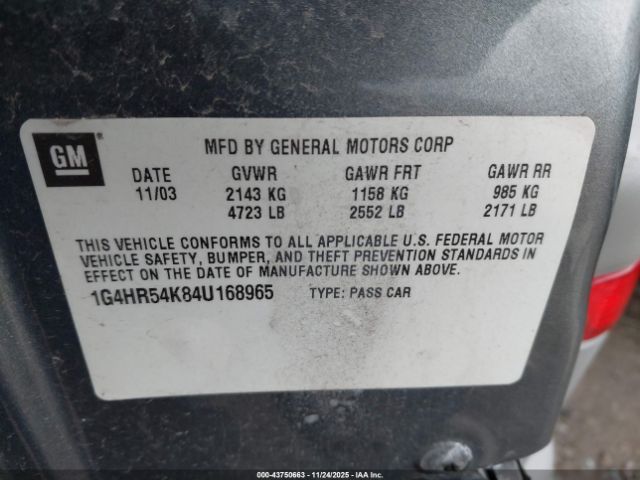 GM
MFD BY GENERAL MOTORS CORP
DATE GVWR GAWR FRT GAWR RR
11/03 2143 KG 1158 KG 985 KG
4723 LB 2552 LB 2171 LB
THIS VEHICLE CONFORMS TO ALL APPLICABLE U.S. FEDERAL MOTOR
VEHICLE SAFETY, BUMPER, AND THEFT PREVENTION STANDARDS IN
EFFECT ON THE DATE OF MANUFACTURE SHOWN ABOVE.
1G4HR54K84U168965 TYPE: PASS CAR
000-43750663 - 11/24/2025 - IAA Inc.